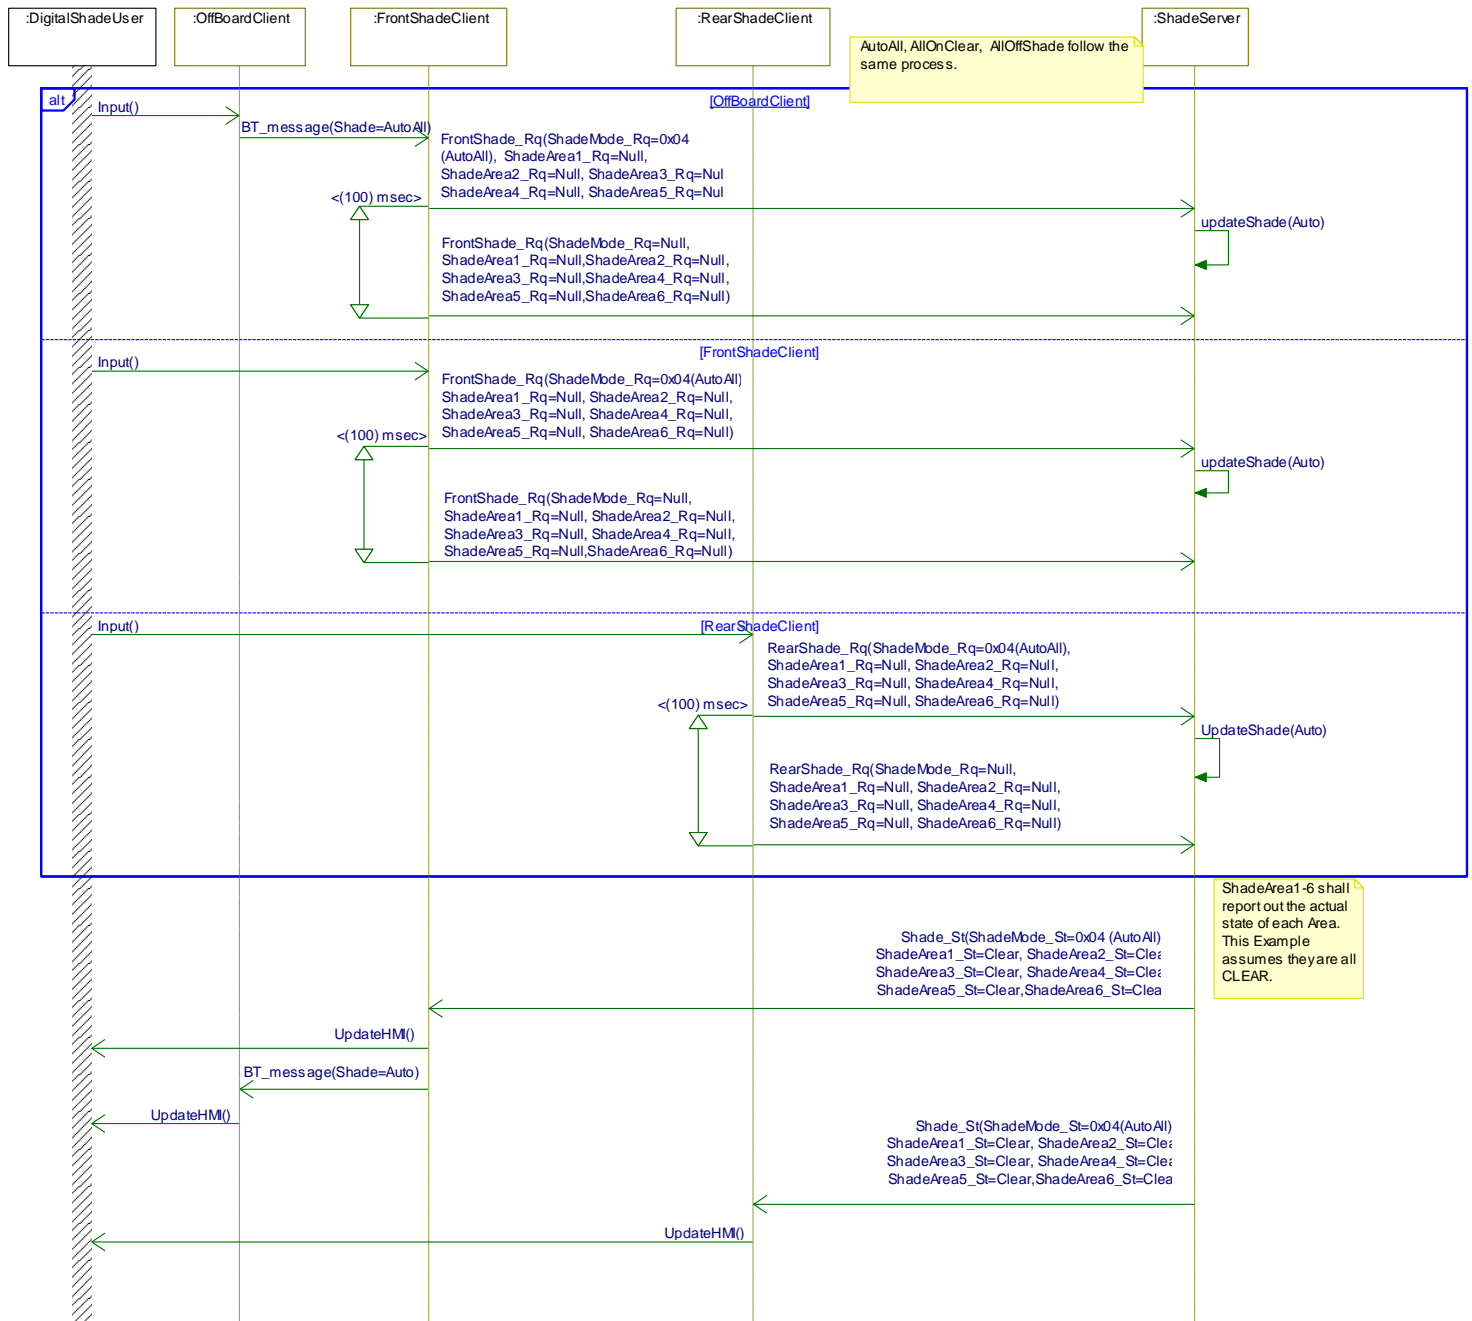 :DigitalShadeUser
:OffBoardClient
:FrontShadeClient
:RearShadeClient
:ShadeServer
AutoAll, AllOnClear, AllOffShade follow the
same process.
alt
[OffBoardClient]
Input()
BT_message(Shade=AutoAll)
FrontShade_Rq(ShadeMode_Rq=0x04
(AutoAll), ShadeArea1_Rq=Null,
ShadeArea2_Rq=Null, ShadeArea3_Rq=Nul
ShadeArea4_Rq=Null, ShadeArea5_Rq=Nul
<(100) msec>
updateShade(Auto)
FrontShade_Rq(ShadeMode_Rq=Null,
ShadeArea1_Rq=Null,ShadeArea2_Rq=Null,
ShadeArea3_Rq=Null,ShadeArea4_Rq=Null,
ShadeArea5_Rq=Null,ShadeArea6_Rq=Null)
[FrontShadeClient]
Input()
FrontShade_Rq(ShadeMode_Rq=0x04(AutoAll)
ShadeArea1_Rq=Null, ShadeArea2_Rq=Null,
ShadeArea3_Rq=Null, ShadeArea4_Rq=Null,
ShadeArea5_Rq=Null, ShadeArea6_Rq=Null)
<(100) msec>
updateShade(Auto)
FrontShade_Rq(ShadeMode_Rq=Null,
ShadeArea1_Rq=Null, ShadeArea2_Rq=Null,
ShadeArea3_Rq=Null, ShadeArea4_Rq=Null,
ShadeArea5_Rq=Null,ShadeArea6_Rq=Null)
[RearShadeClient]
Input()
RearShade_Rq(ShadeMode_Rq=0x04(AutoAll),
ShadeArea1_Rq=Null, ShadeArea2_Rq=Null,
ShadeArea3_Rq=Null, ShadeArea4_Rq=Null,
ShadeArea5_Rq=Null, ShadeArea6_Rq=Null)
<(100) msec>
UpdateShade(Auto)
RearShade_Rq(ShadeMode_Rq=Null,
ShadeArea1_Rq=Null, ShadeArea2_Rq=Null,
ShadeArea3_Rq=Null, ShadeArea4_Rq=Null,
ShadeArea5_Rq=Null, ShadeArea6_Rq=Null)
ShadeArea1-6 shall
report out the actual
state of each Area.
This Example
assumes they are all
CLEAR.
Shade_St(ShadeMode_St=0x04 (AutoAll)
ShadeArea1_St=Clear, ShadeArea2_St=Clea
ShadeArea3_St=Clear, ShadeArea4_St=Clea
ShadeArea5_St=Clear,ShadeArea6_St=Clea
UpdateHMI()
BT_message(Shade=Auto)
UpdateHMI()
Shade_St(ShadeMode_St=0x04(AutoAll)
ShadeArea1_St=Clear, ShadeArea2_St=Clea
ShadeArea3_St=Clear, ShadeArea4_St=Clea
ShadeArea5_St=Clear,ShadeArea6_St=Clea
UpdateHMI()